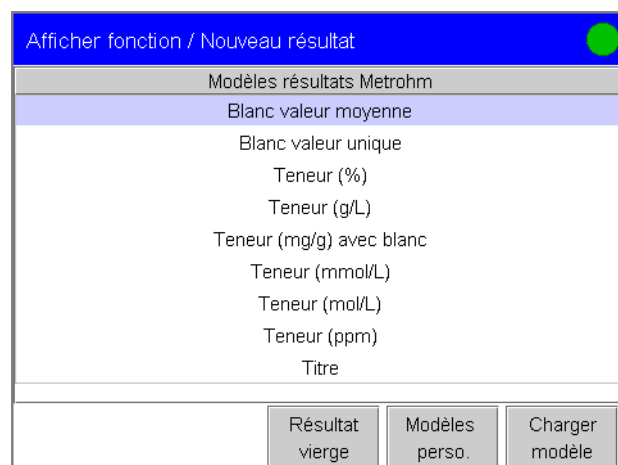 Afficher fonction / Nouveau résultat
Modèles résultats Metrohm
Blanc valeur moyenne
Blanc valeur unique
Teneur (%)
Teneur (g/L)
Teneur (mg/g) avec blanc
Teneur (mmol/L)
Teneur (mol/L)
Teneur (ppm)
Titre
Résultat vierge
Modèles perso.
Charger modèle